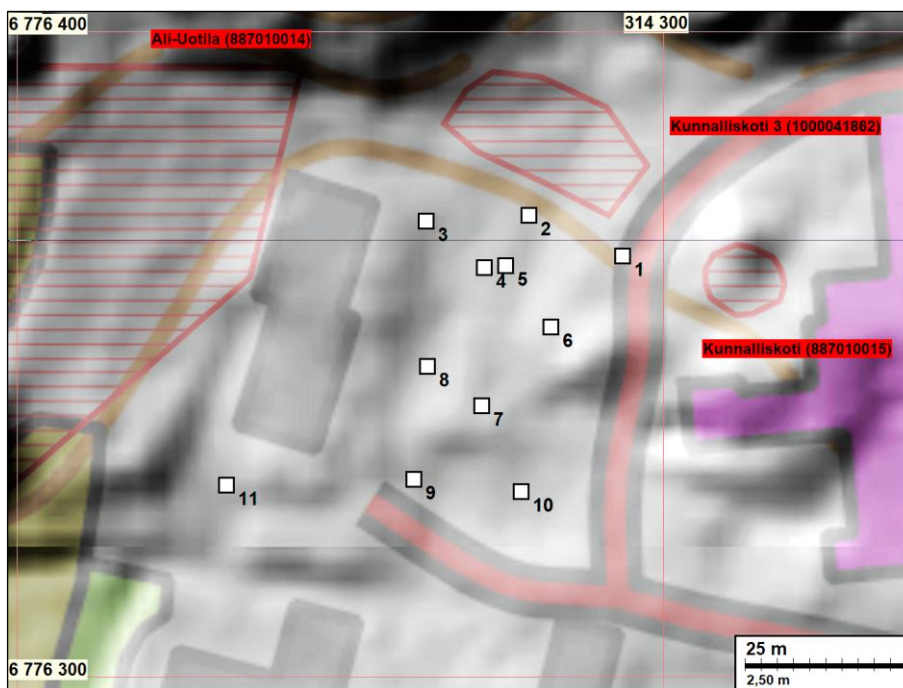 6 776 400
314 300
Ali-Uotila (887010014)
Kunnalliskoti 3 (1000041862)
2
3
1
4
5
6
Kunnalliskoti (887010015)
8
7
9
10
11
25 m
6 776 300
2,50 m